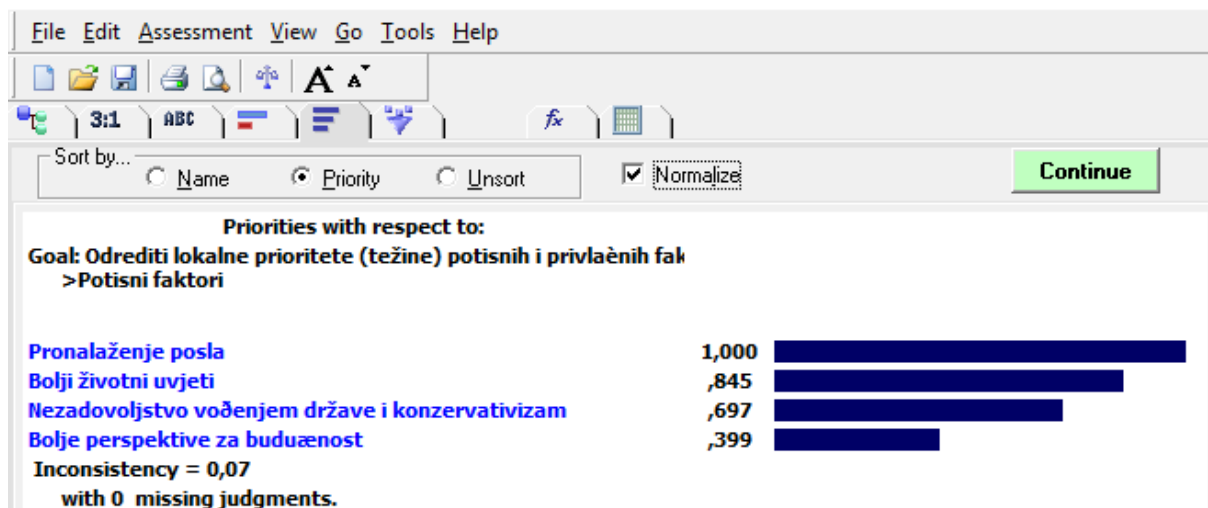 File Edit Assessment View Go Tools Help
A A
3:1 ABC fx
Sort by... Name Priority Unsort Normalize Continue
Priorities with respect to:
Goal: Odrediti lokalne prioritete (težine) potisnih i privlaènih fak
>Potisni faktori
Pronalaženje posla 1,000
Bolji životni uvjeti ,845
Nezadovoljstvo voðenjem države i konzervativizam ,697
Bolje perspektive za buduænost ,399
Inconsistency = 0,07
with 0 missing judgments.